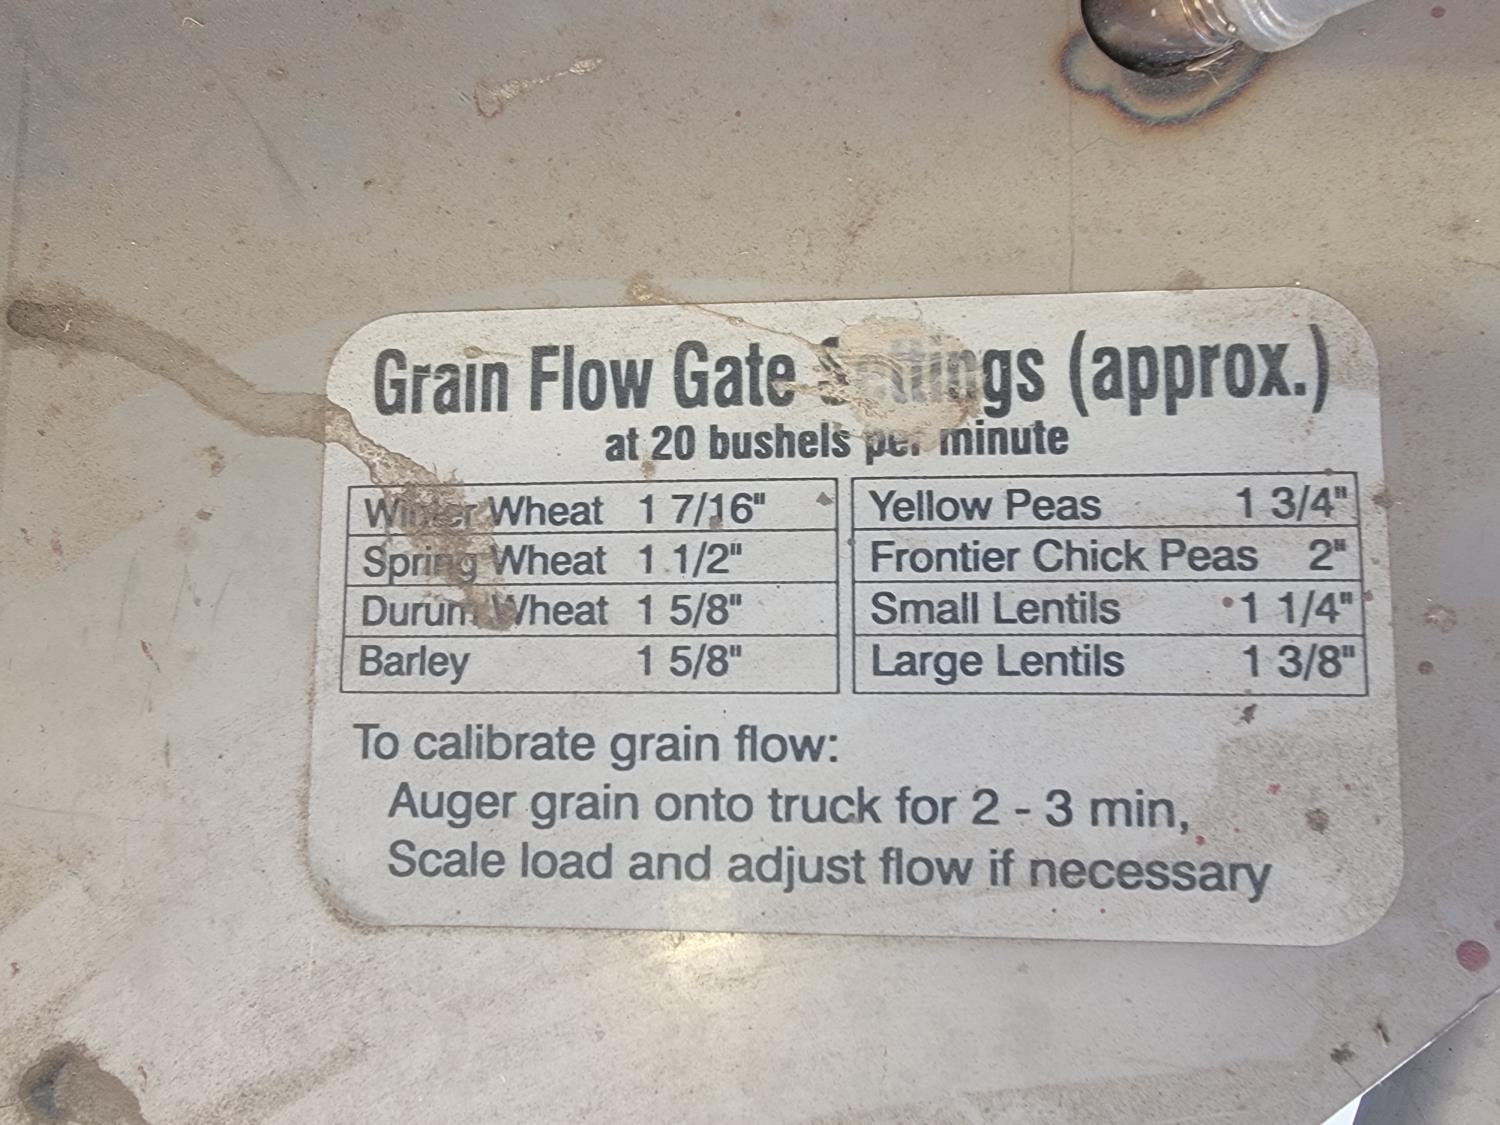 Grain Flow Gate Settings (approx.)
at 20 bushels per minute
Winter Wheat 1 7/16"
Spring Wheat 1 1/2"
Durum Wheat 1 5/8"
Barley 1 5/8"
Yellow Peas 1 3/4"
Frontier Chick Peas 2"
Small Lentils 1 1/4"
Large Lentils 1 3/8"
To calibrate grain flow:
Auger grain onto truck for 2 - 3 min,
Scale load and adjust flow if necessary